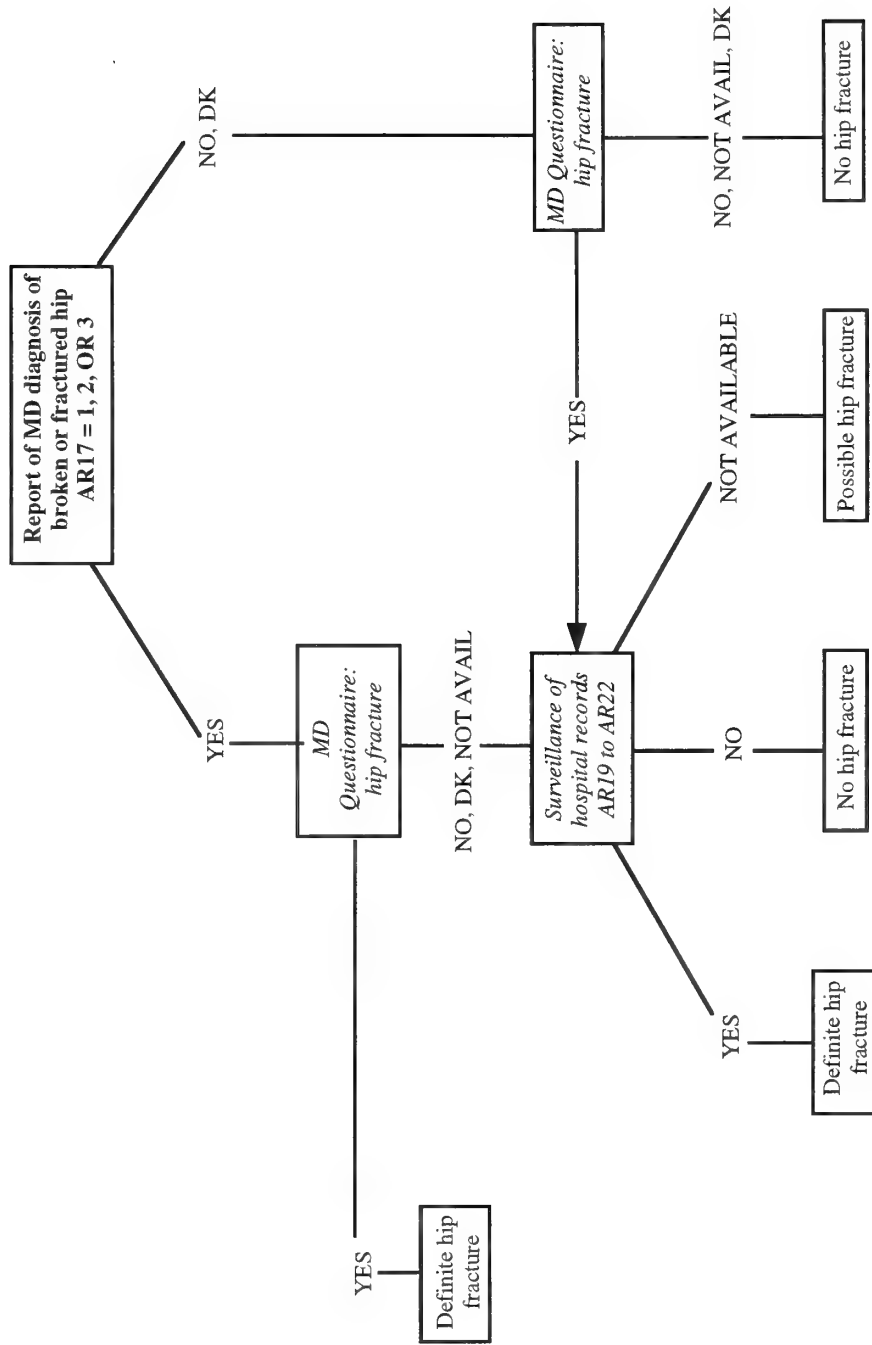 Report of MD diagnosis of
broken or fractured hip
AR17 = 1, 2, OR 3
YES
NO, DK
MD
Questionnaire:
hip fracture
MD Questionnaire:
hip fracture
YES
Definite hip
fracture
NO, DK, NOT AVAIL
YES
NO, NOT AVAIL, DK
No hip fracture
Surveillance of
hospital records
AR19 to AR22
YES
NO
NOT AVAILABLE
Definite hip
fracture
No hip fracture
Possible hip fracture